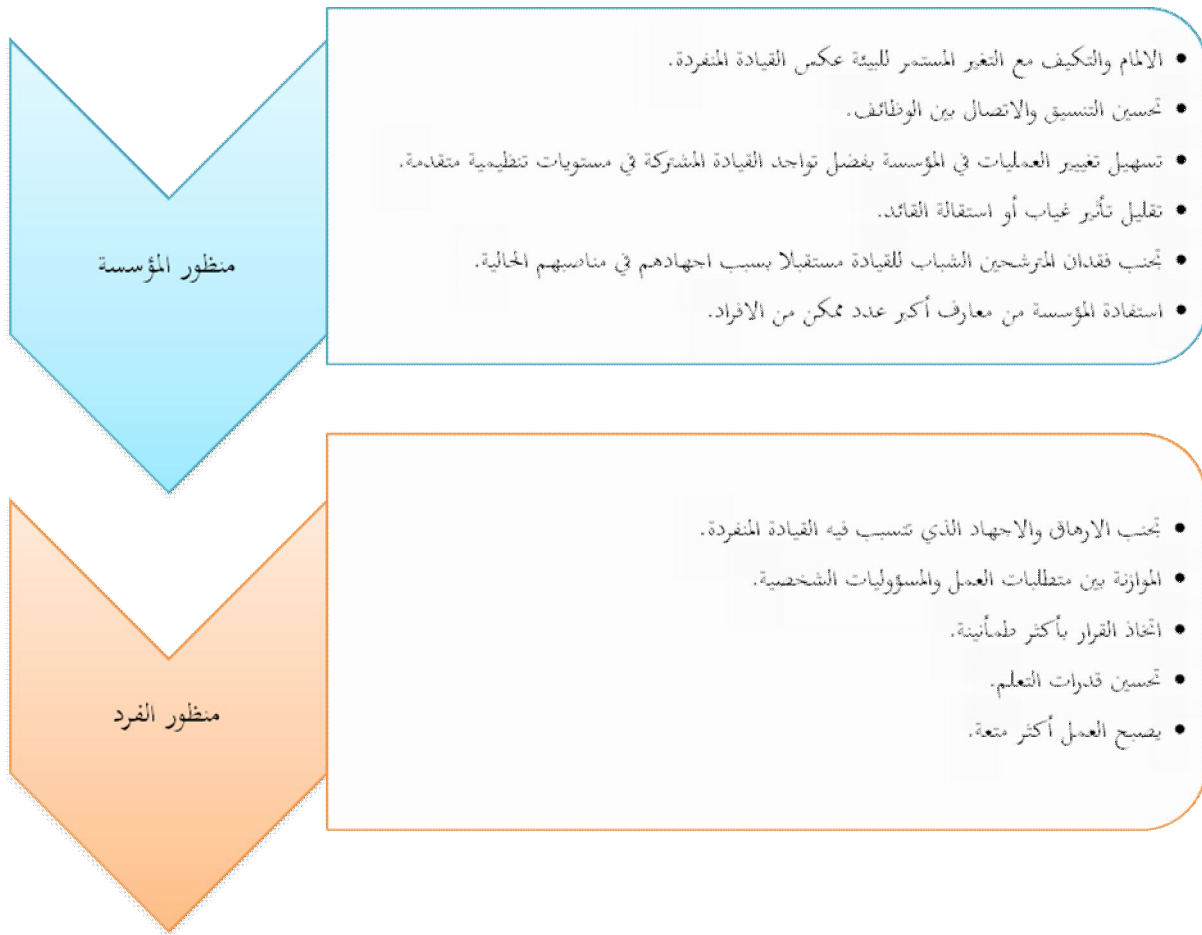 منظور المؤسسة
• الالمام والتكيف مع التغير المستمر للبيئة عكس القيادة المنفردة.
• تحسين التنسيق والاتصال بين الوظائف.
• تسهيل تغيير العمليات في المؤسسة بفضل تواجد القيادة المشتركة في مستويات تنظيمية متقدمة.
• تقليل تأثير غياب أو استقالة القائد.
• تجنب فقدان المترشحين الشباب للقيادة مستقبلا بسبب اجهادهم في مناصبهم الحالية.
• استفادة المؤسسة من معارف أكبر عدد ممكن من الافراد.
منظور الفرد
• تجنب الارهاق والاجهاد الذي تتسبب فيه القيادة المنفردة.
• الموازنة بين متطلبات العمل والمسؤوليات الشخصية.
• اتخاذ القرار بأكثر طمأنينة.
• تحسين قدرات التعلم.
• يصبح العمل أكثر متعة.